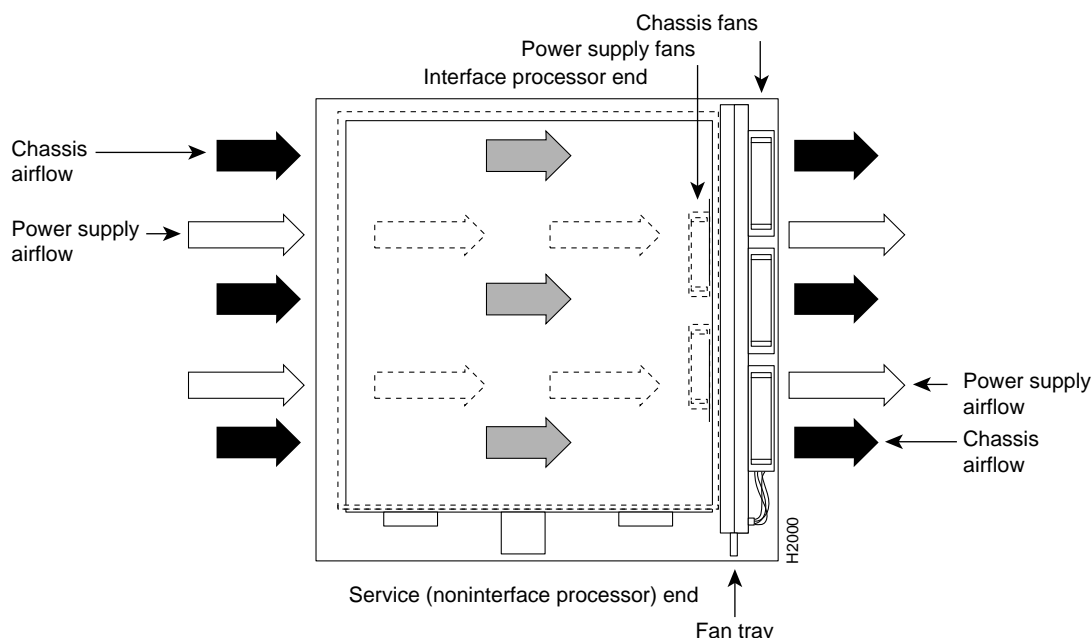 Chassis fans
Power supply fans
Interface processor end
Chassis
airflow
Power supply
airflow
Power supply
airflow
Chassis
airflow
H2000
Service (noninterface processor) end
Fan tray